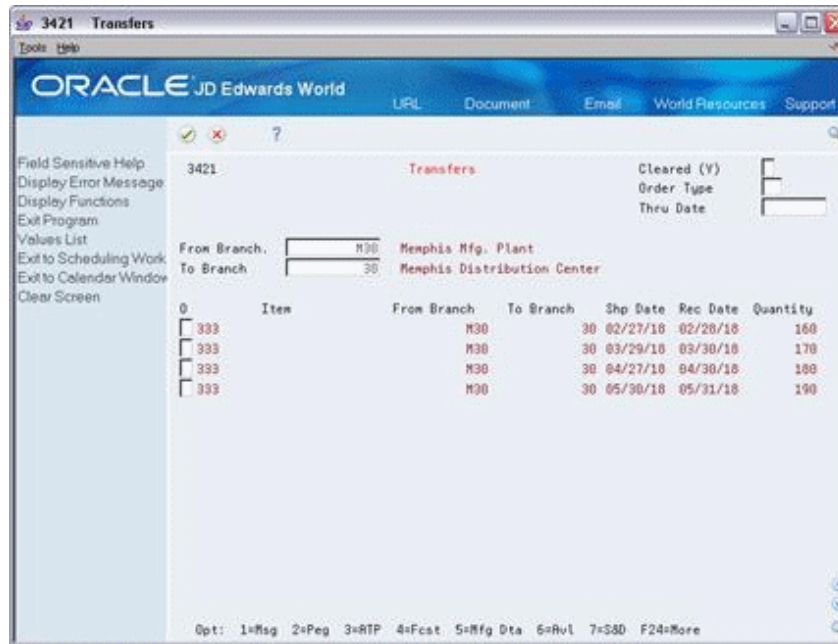 3421 Transfers
Tools Help
ORACLE JD Edwards World
URL Document Email World Resources Support
?
Field Sensitive Help
Display Error Message
Display Functions
Exit Program
Values List
Exit to Scheduling Work
Exit to Calendar Window
Clear Screen
3421 Transfers Cleared (Y)
Order Type
Thru Date
From Branch. M30 Memphis Mfg. Plant
To Branch 30 Memphis Distribution Center
O Item From Branch To Branch Shp Date Rec Date Quantity
333 M30 30 02/27/18 02/28/18 160
333 M30 30 03/29/18 03/30/18 170
333 M30 30 04/27/18 04/30/18 180
333 M30 30 05/30/18 05/31/18 190
Opt: 1=Msg 2=Peg 3=ATP 4=Fcst 5=Mfg Dta 6=Avl 7=S&D F24=More